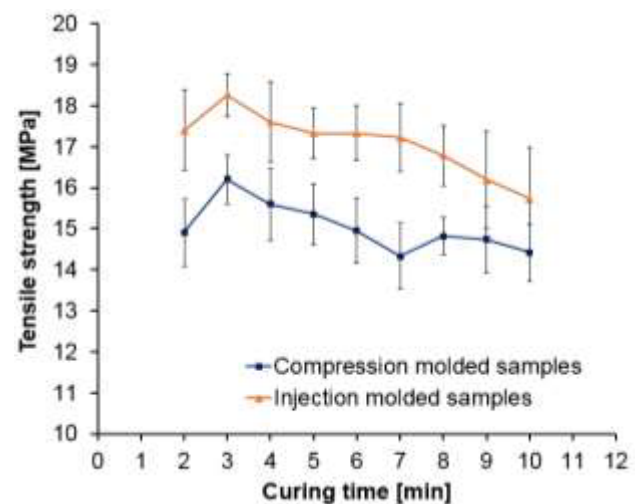 20
19
18
17
16
15
14
13
12
11
10
Tensile strength [MPa]
Compression molded samples
Injection molded samples
0 1 2 3 4 5 6 7 8 9 10 11 12
Curing time [min]